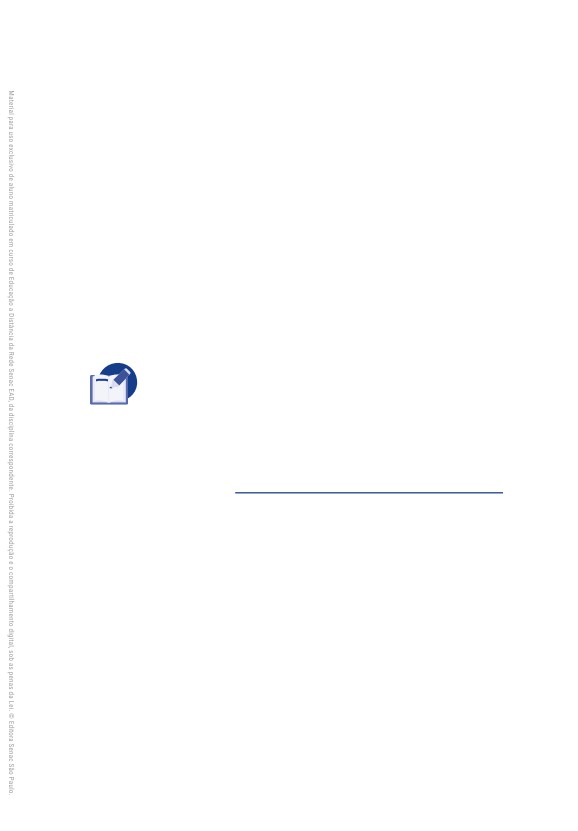 Material para uso exclusivo de aluno matriculado em curso de Educação a Distância da Rede Senac EAD, da disciplina correspondente. Proibida a reprodução e o compartilhamento digital, sob as penas da Lei. © Editora Senac São Paulo.